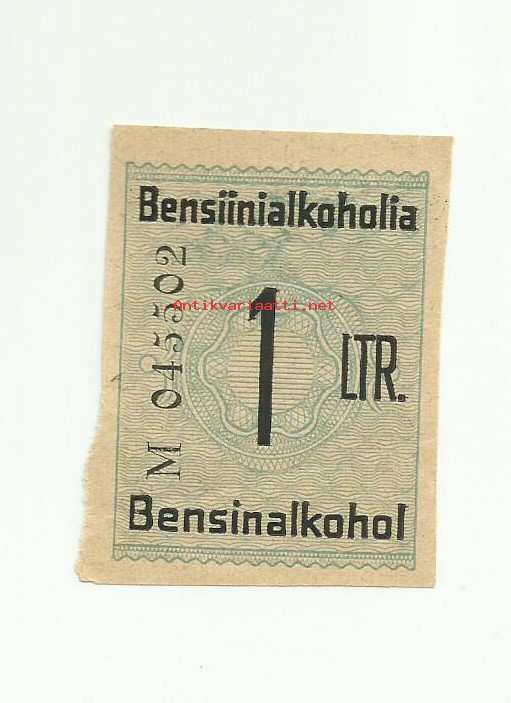 Bensiinialkoholia
M 045502
Antikvariaatti.net
1 LTR.
Bensinalkohol